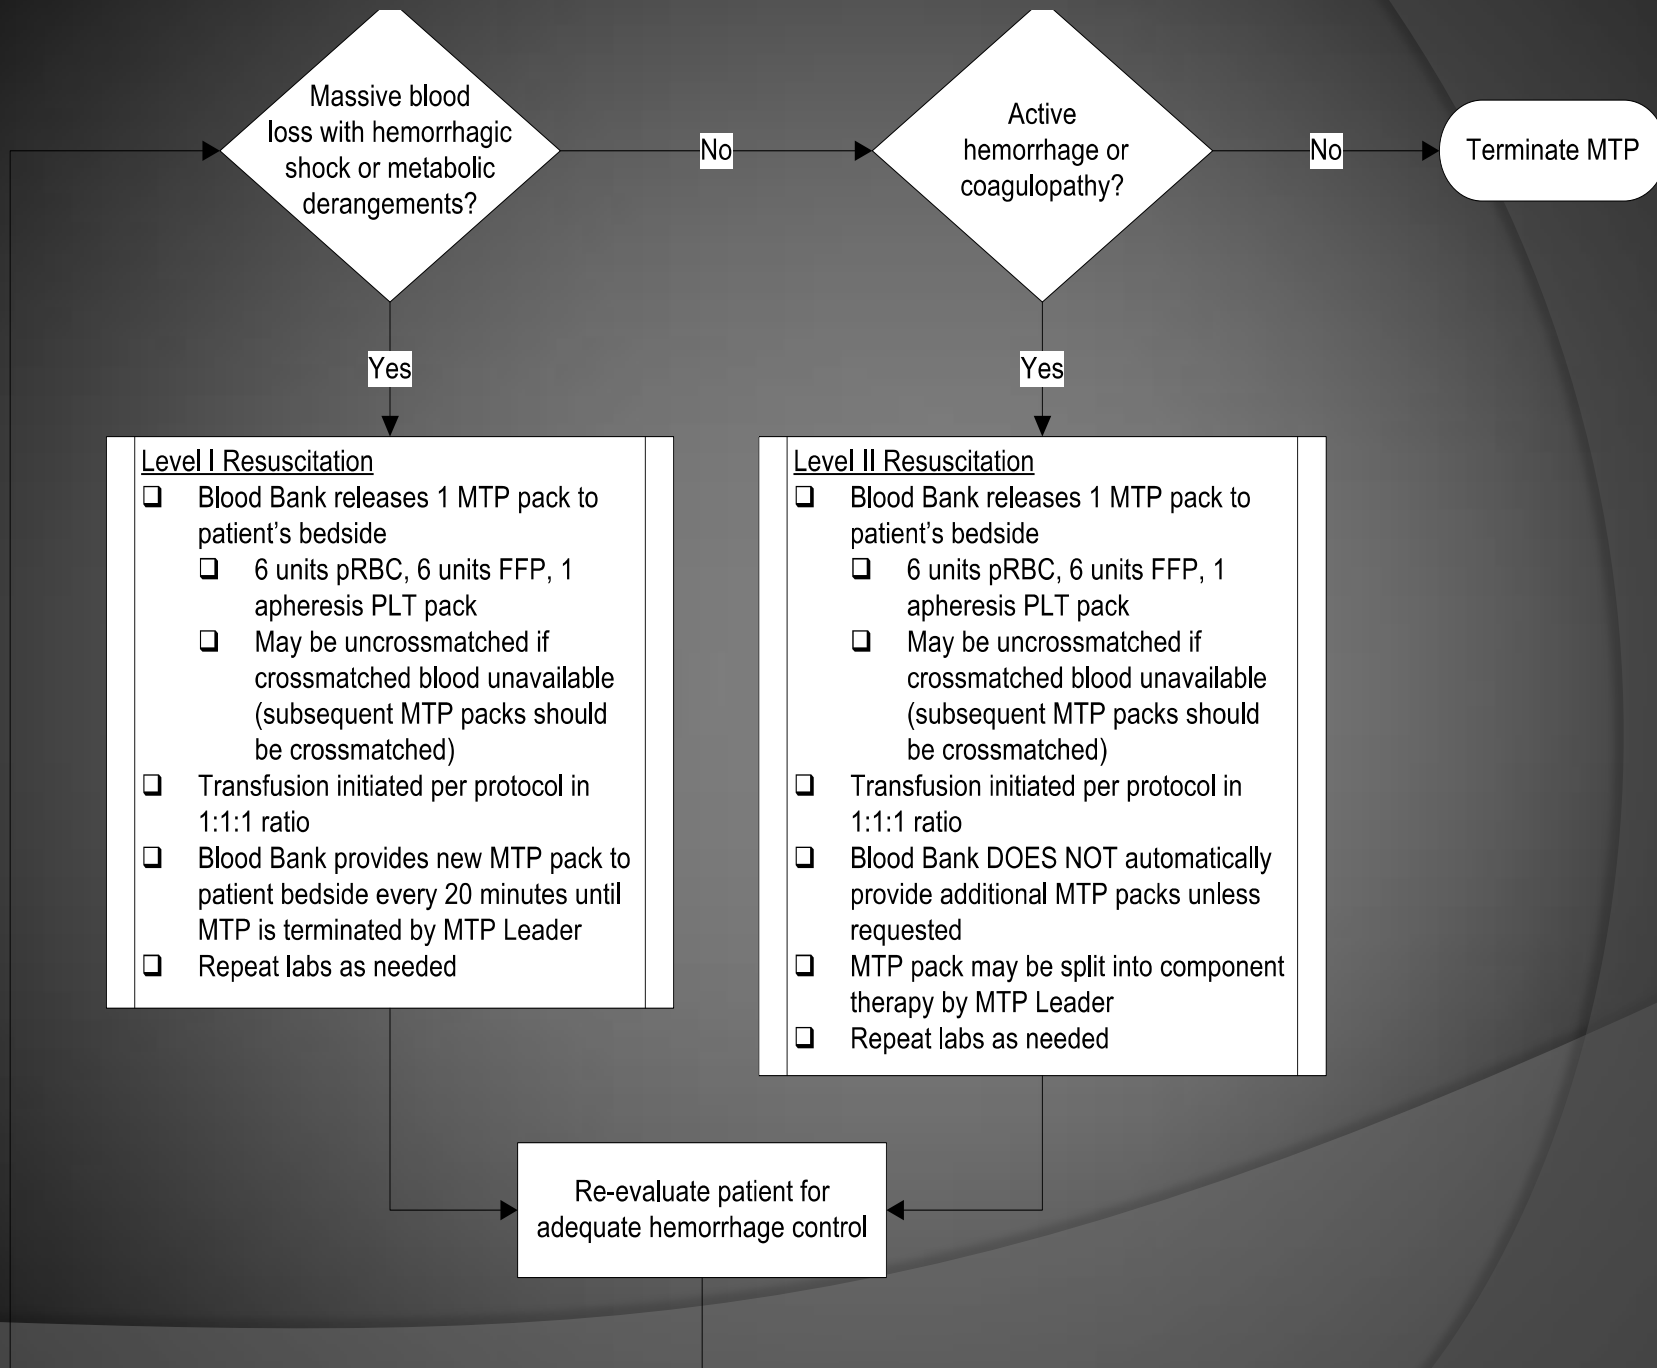 Massive blood
loss with hemorrhagic
shock or metabolic
derangements?
No
Active
hemorrhage or
coagulopathy?
No
Terminate MTP
Yes
Yes
Level I Resuscitation
❑ Blood Bank releases 1 MTP pack to
patient’s bedside
❑ 6 units pRBC, 6 units FFP, 1
apheresis PLT pack
❑ May be uncrossmatched if
crossmatched blood unavailable
(subsequent MTP packs should
be crossmatched)
❑ Transfusion initiated per protocol in
1:1:1 ratio
❑ Blood Bank provides new MTP pack to
patient bedside every 20 minutes until
MTP is terminated by MTP Leader
❑ Repeat labs as needed
Level II Resuscitation
❑ Blood Bank releases 1 MTP pack to
patient’s bedside
❑ 6 units pRBC, 6 units FFP, 1
apheresis PLT pack
❑ May be uncrossmatched if
crossmatched blood unavailable
(subsequent MTP packs should
be crossmatched)
❑ Transfusion initiated per protocol in
1:1:1 ratio
❑ Blood Bank DOES NOT automatically
provide additional MTP packs unless
requested
❑ MTP pack may be split into component
therapy by MTP Leader
❑ Repeat labs as needed
Re-evaluate patient for
adequate hemorrhage control